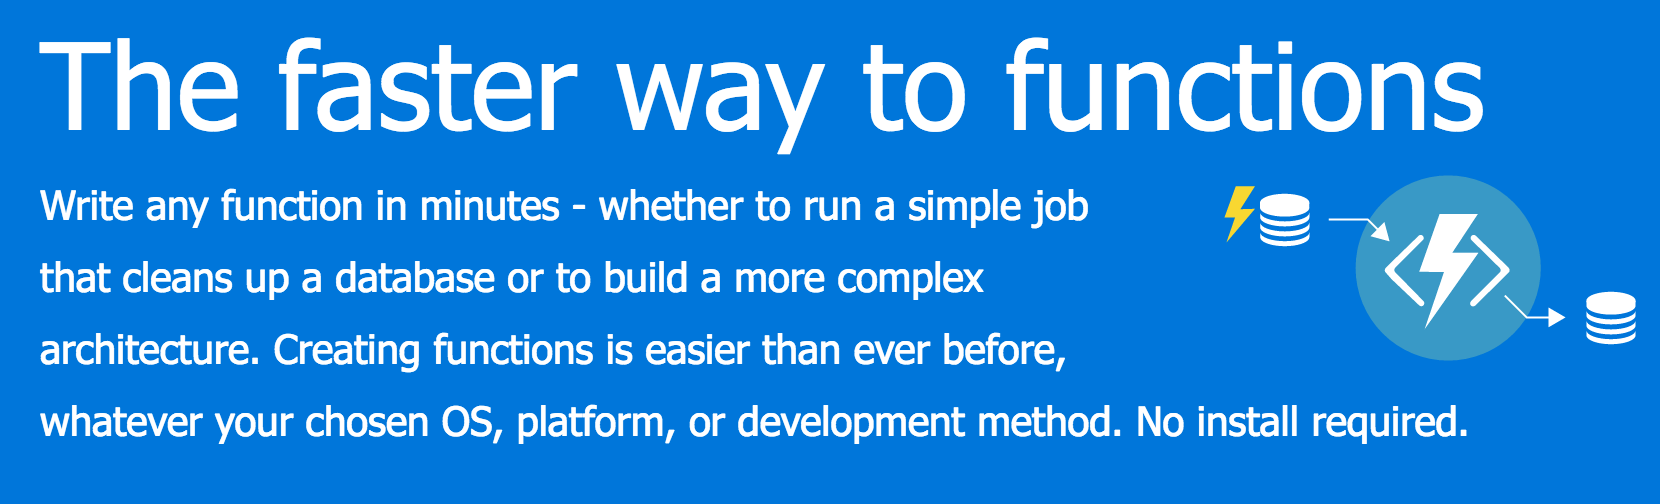 The faster way to functions
Write any function in minutes - whether to run a simple job
that cleans up a database or to build a more complex
architecture. Creating functions is easier than ever before,
whatever your chosen OS, platform, or development method. No install required.